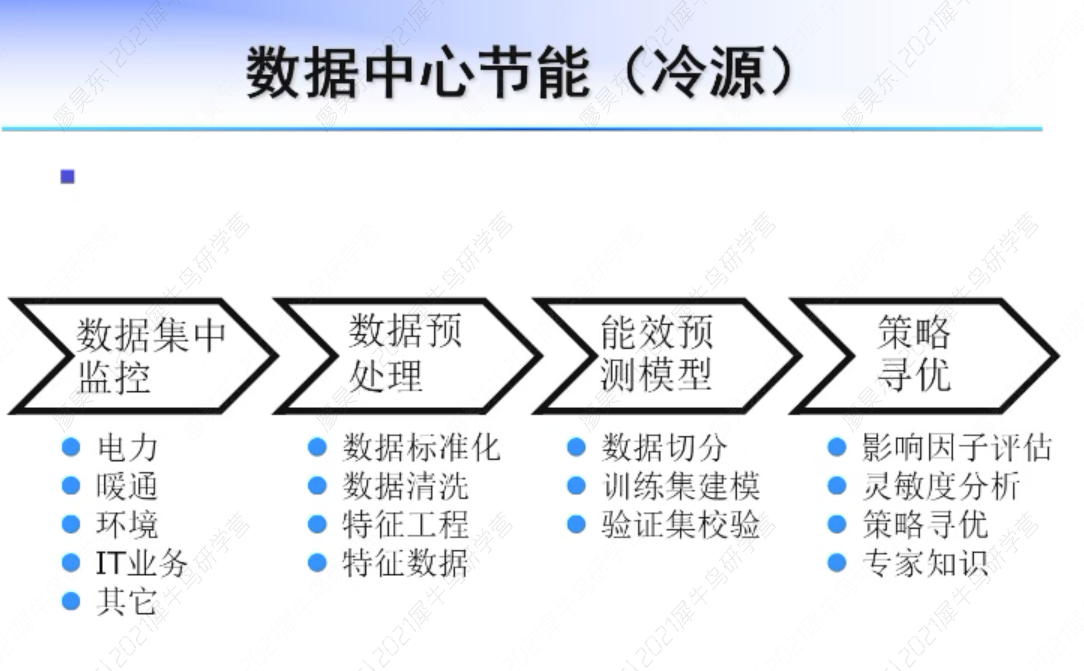 数据中心节能（冷源）
数据集中
监控
数据预
处理
能效预
测模型
策略
寻优
电力
暖通
环境
IT业务
其它
数据标准化
数据清洗
特征工程
特征数据
数据切分
训练集建模
验证集校验
影响因子评估
灵敏度分析
策略寻优
专家知识
廖昊东|2021犀牛鸟研学营